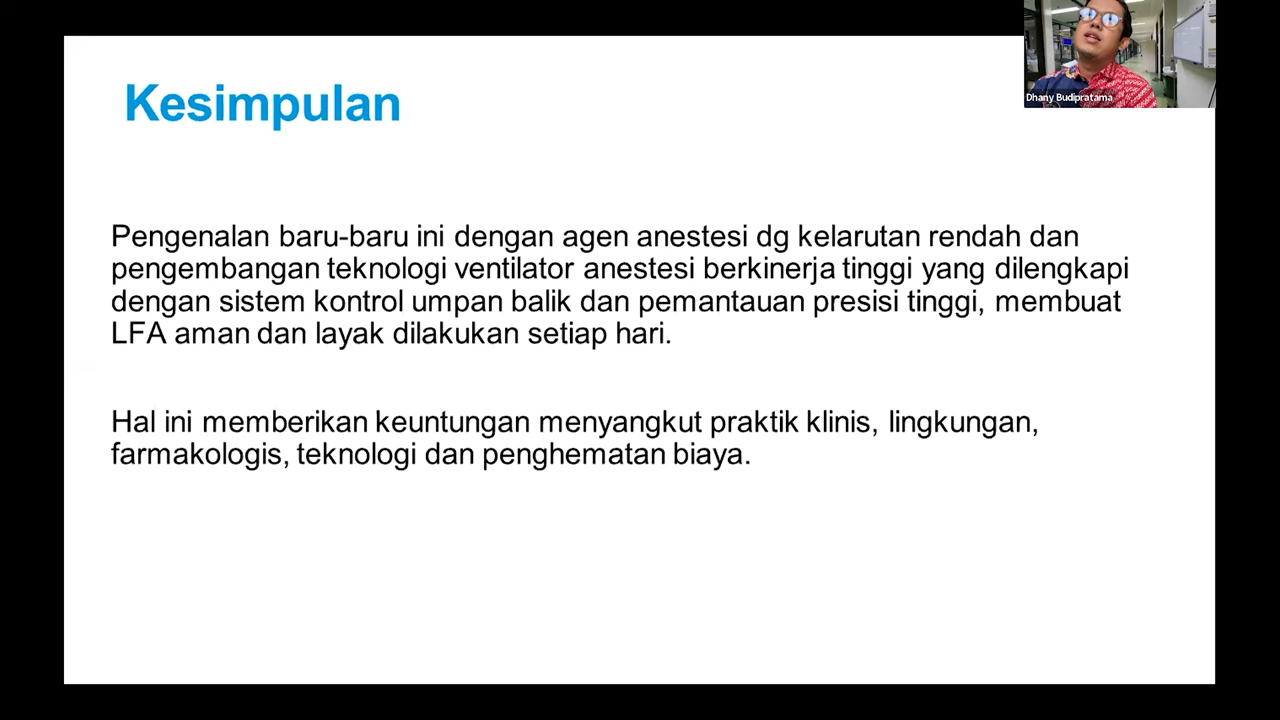 Kesimpulan
Dhany Budipratama
Pengenalan baru-baru ini dengan agen anestesi dg kelarutan rendah dan
pengembangan teknologi ventilator anestesi berkinerja tinggi yang dilengkapi
dengan sistem kontrol umpan balik dan pemantauan presisi tinggi, membuat
LFA aman dan layak dilakukan setiap hari.
Hal ini memberikan keuntungan menyangkut praktik klinis, lingkungan,
farmakologis, teknologi dan penghematan biaya.